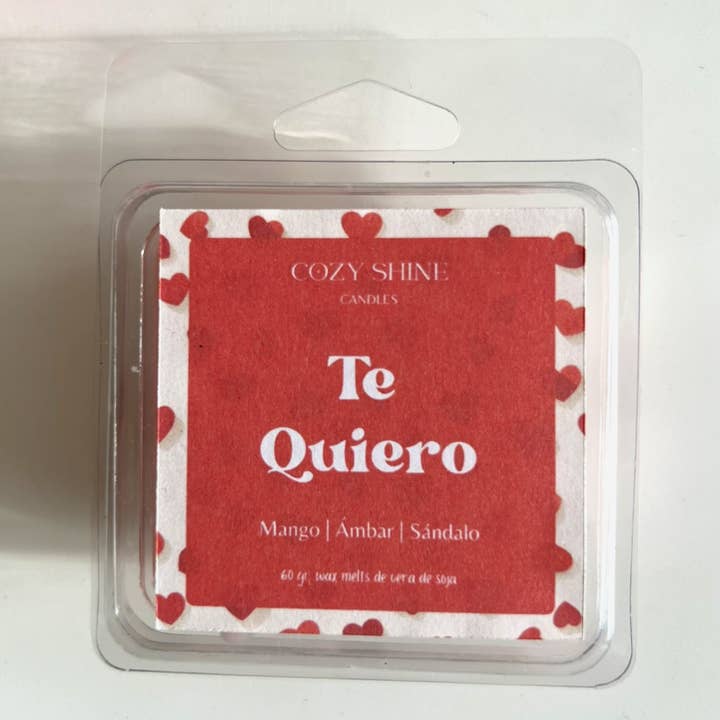 COZY SHINE
CANDLES
Te
Quiero
Mango | Ámbar | Sándalo
60 gr, wax melts de cera de soja